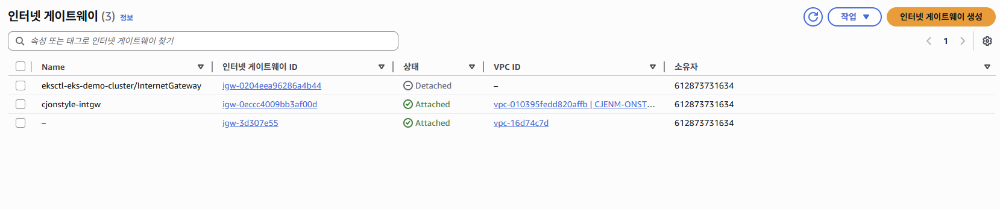 인터넷 게이트웨이 (3) 정보
작업
인터넷 게이트웨이 생성
속성 또는 태그로 인터넷 게이트웨이 찾기
1
Name 인터넷 게이트웨이 ID 상태 VPC ID 소유자
eksctl-eks-demo-cluster/InternetGateway igw-0204eea96286a4b44 Detached – 612873731634
cjonstyle-intgw igw-0eccc4009bb3af00d Attached vpc-010395fedd820affb | CJENM-ONST... 612873731634
– igw-3d307e55 Attached vpc-16d74c7d 612873731634